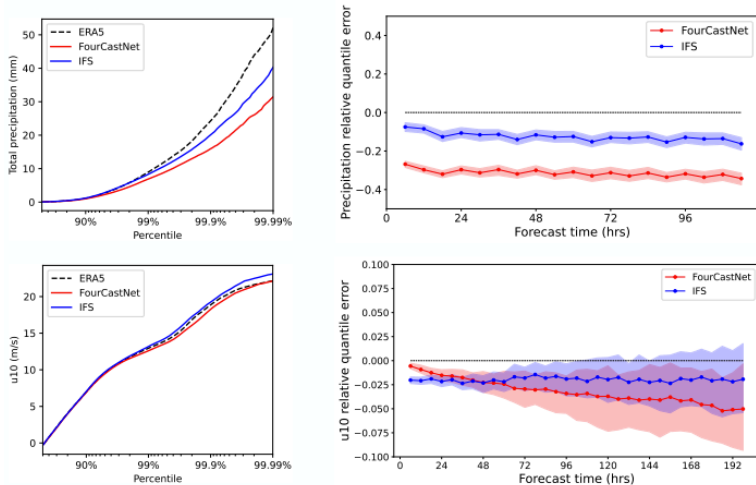 ERA5
FourCastNet
IFS
Total precipitation (mm)
50
40
30
20
10
0
90%
99%
99.9%
99.99%
Percentile
FourCastNet
IFS
Precipitation relative quantile error
0.4
0.2
0.0
−0.2
−0.4
24
48
72
96
Forecast time (hrs)
ERA5
FourCastNet
IFS
u10 (m/s)
20
15
10
5
0
90%
99%
99.9%
99.99%
Percentile
FourCastNet
IFS
u10 relative quantile error
0.100
0.075
0.050
0.025
0.000
−0.025
−0.050
−0.075
−0.100
0
24
48
72
96
120
144
168
192
Forecast time (hrs)